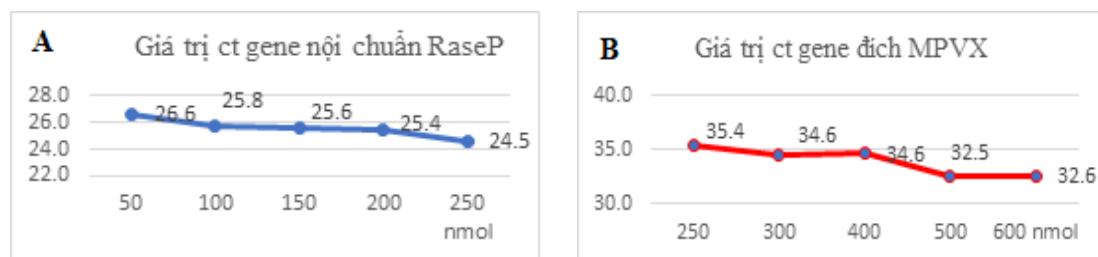 A
Giá trị ct gene nội chuẩn RaseP
28.0
26.0
24.0
22.0
26.6
25.8
25.6
25.4
24.5
50 100 150 200 250
nmol
B
Giá trị ct gene đích MPVX
40.0
35.0
30.0
35.4
34.6
34.6
32.5
32.6
250 300 400 500 600 nmol